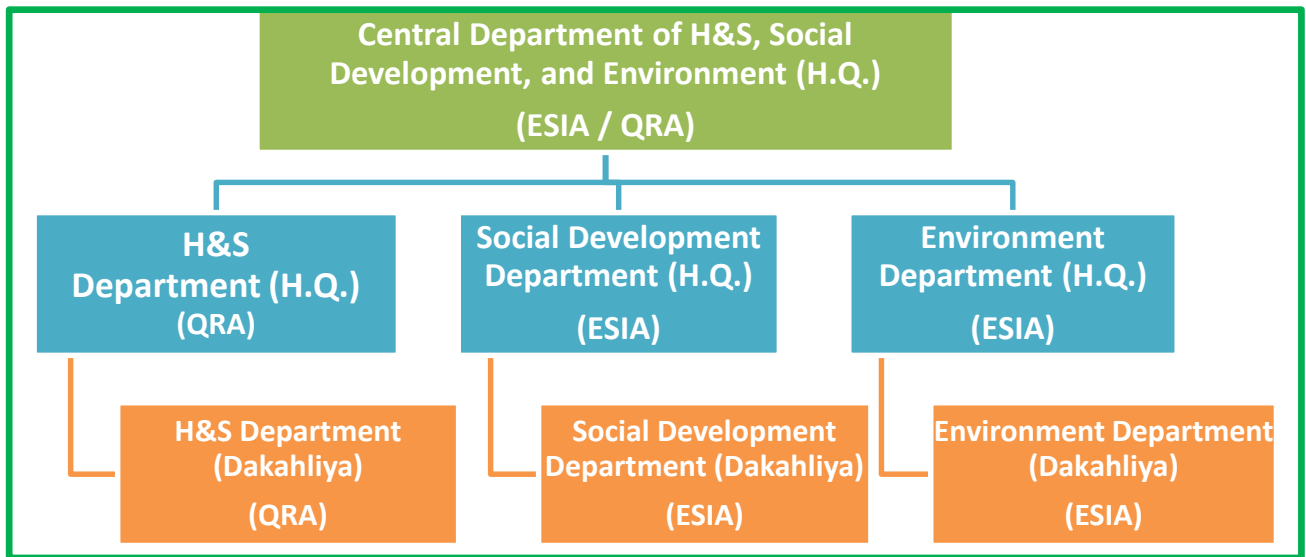 Central Department of H&S, Social
Development, and Environment (H.Q.)
(ESIA / QRA)
H&S
Department (H.Q.)
(QRA)
Social Development
Department (H.Q.)
(ESIA)
Environment
Department (H.Q.)
(ESIA)
H&S Department
(Dakahliya)
(QRA)
Social Development
Department (Dakahliya)
(ESIA)
Environment Department
(Dakahliya)
(ESIA)